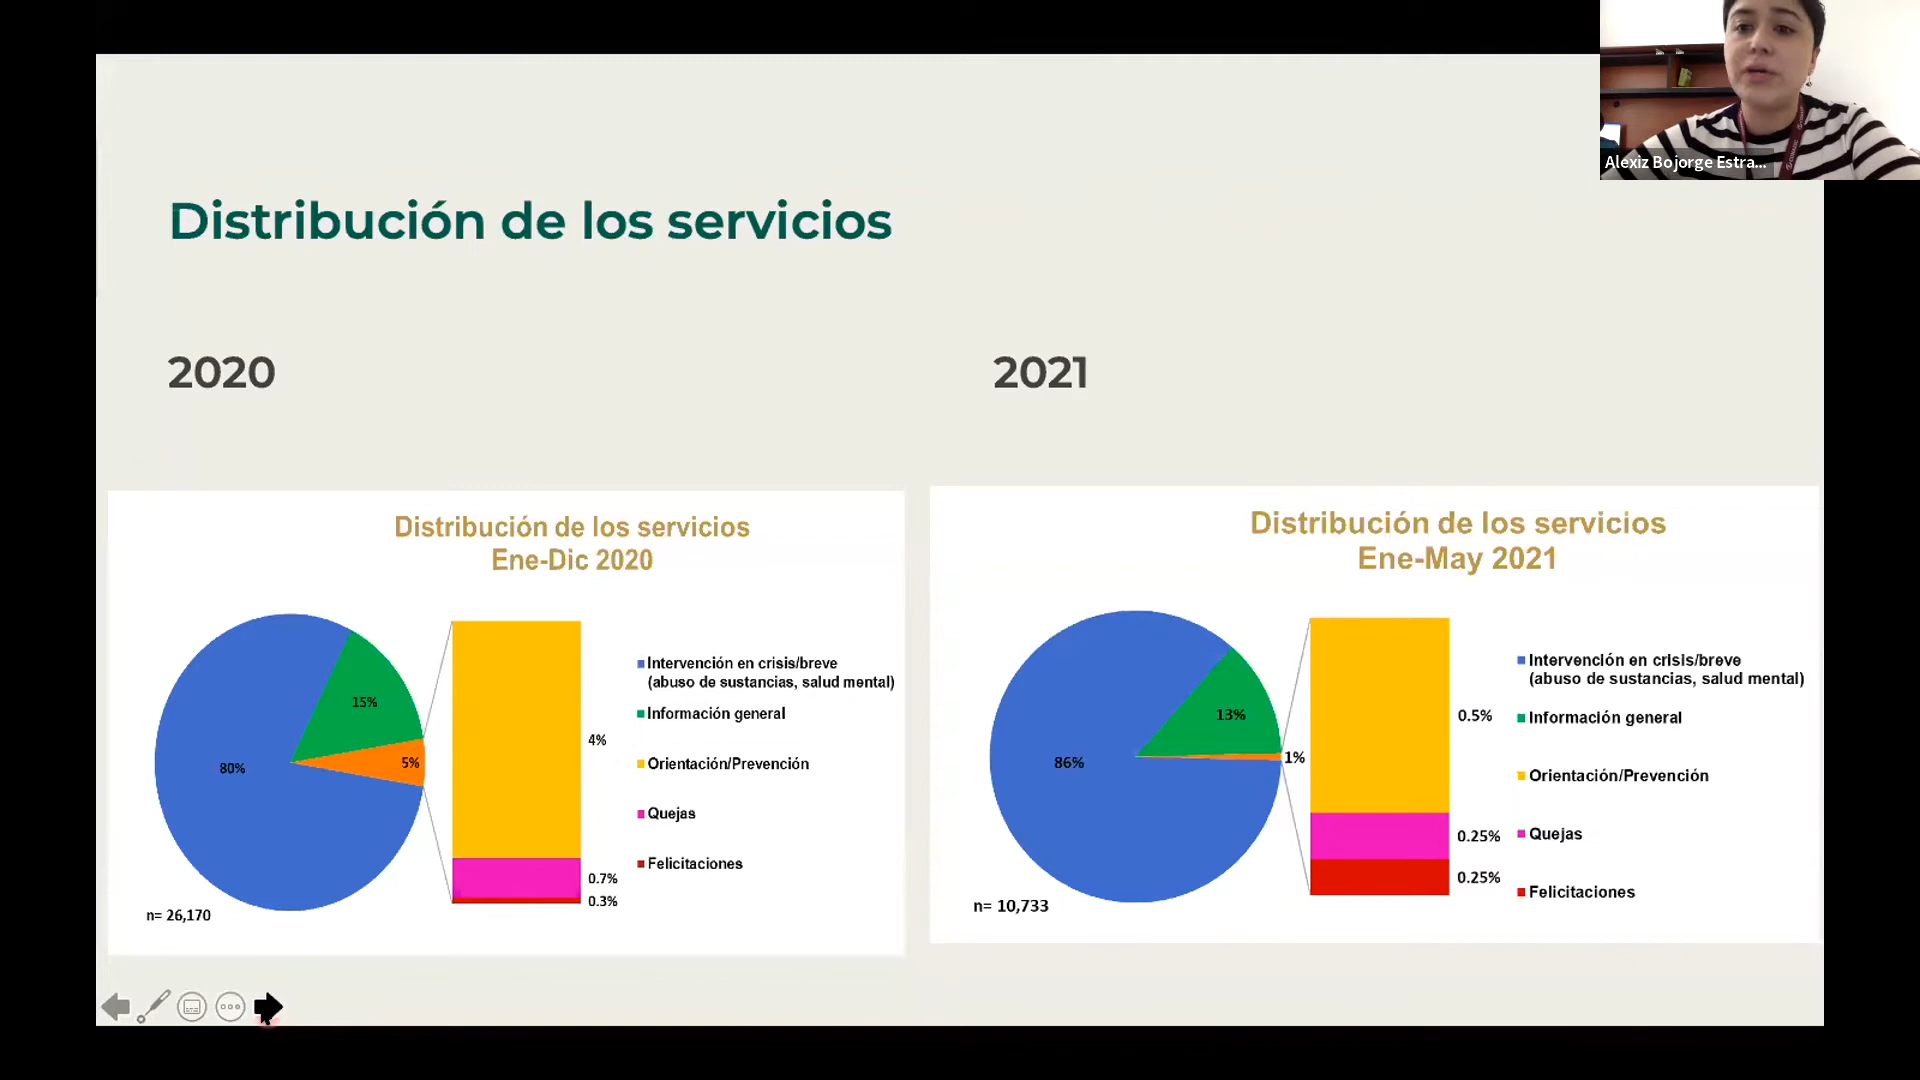 Alexiz Bojorge Estra...
Distribución de los servicios
2020
2021
Distribución de los servicios
Ene-Dic 2020
15%
5%
80%
4%
0.7%
0.3%
Intervención en crisis/breve
(abuso de sustancias, salud mental)
Información general
Orientación/Prevención
Quejas
Felicitaciones
n= 26,170
Distribución de los servicios
Ene-May 2021
13%
1%
86%
0.5%
0.25%
0.25%
Intervención en crisis/breve
(abuso de sustancias, salud mental)
Información general
Orientación/Prevención
Quejas
Felicitaciones
n= 10,733